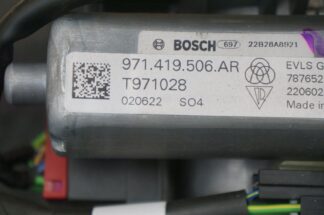 BOSCH 697 22B28A8921
971.419.506.AR
EVLS G
T971028
787652
220602
020622 SO4
Made in